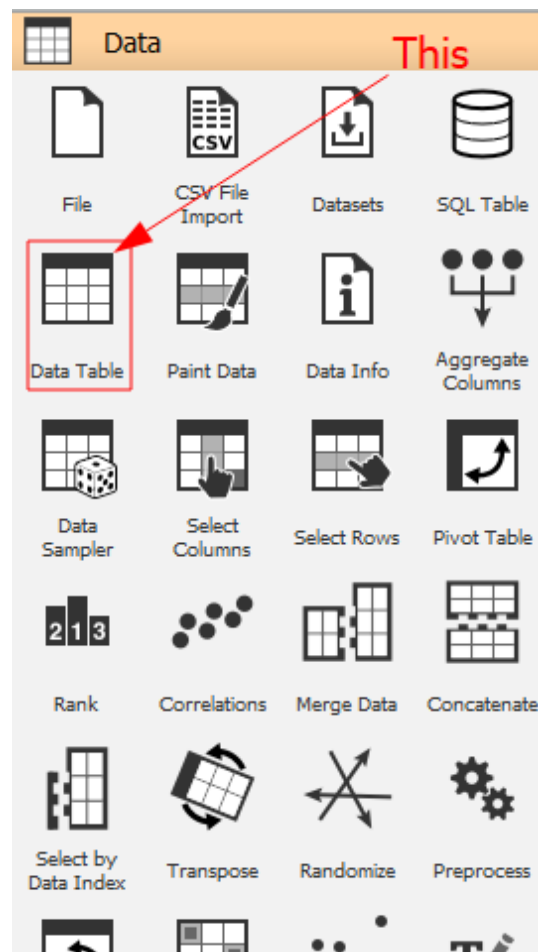 Data
This
CSV
File
CSV File
Import
Datasets
SQL Table
i
Data Table
Paint Data
Data Info
Aggregate
Columns
Data
Sampler
Select
Columns
Select Rows
Pivot Table
2 1 3
Rank
Correlations
Merge Data
Concatenate
Select by
Data Index
Transpose
Randomize
Preprocess
T